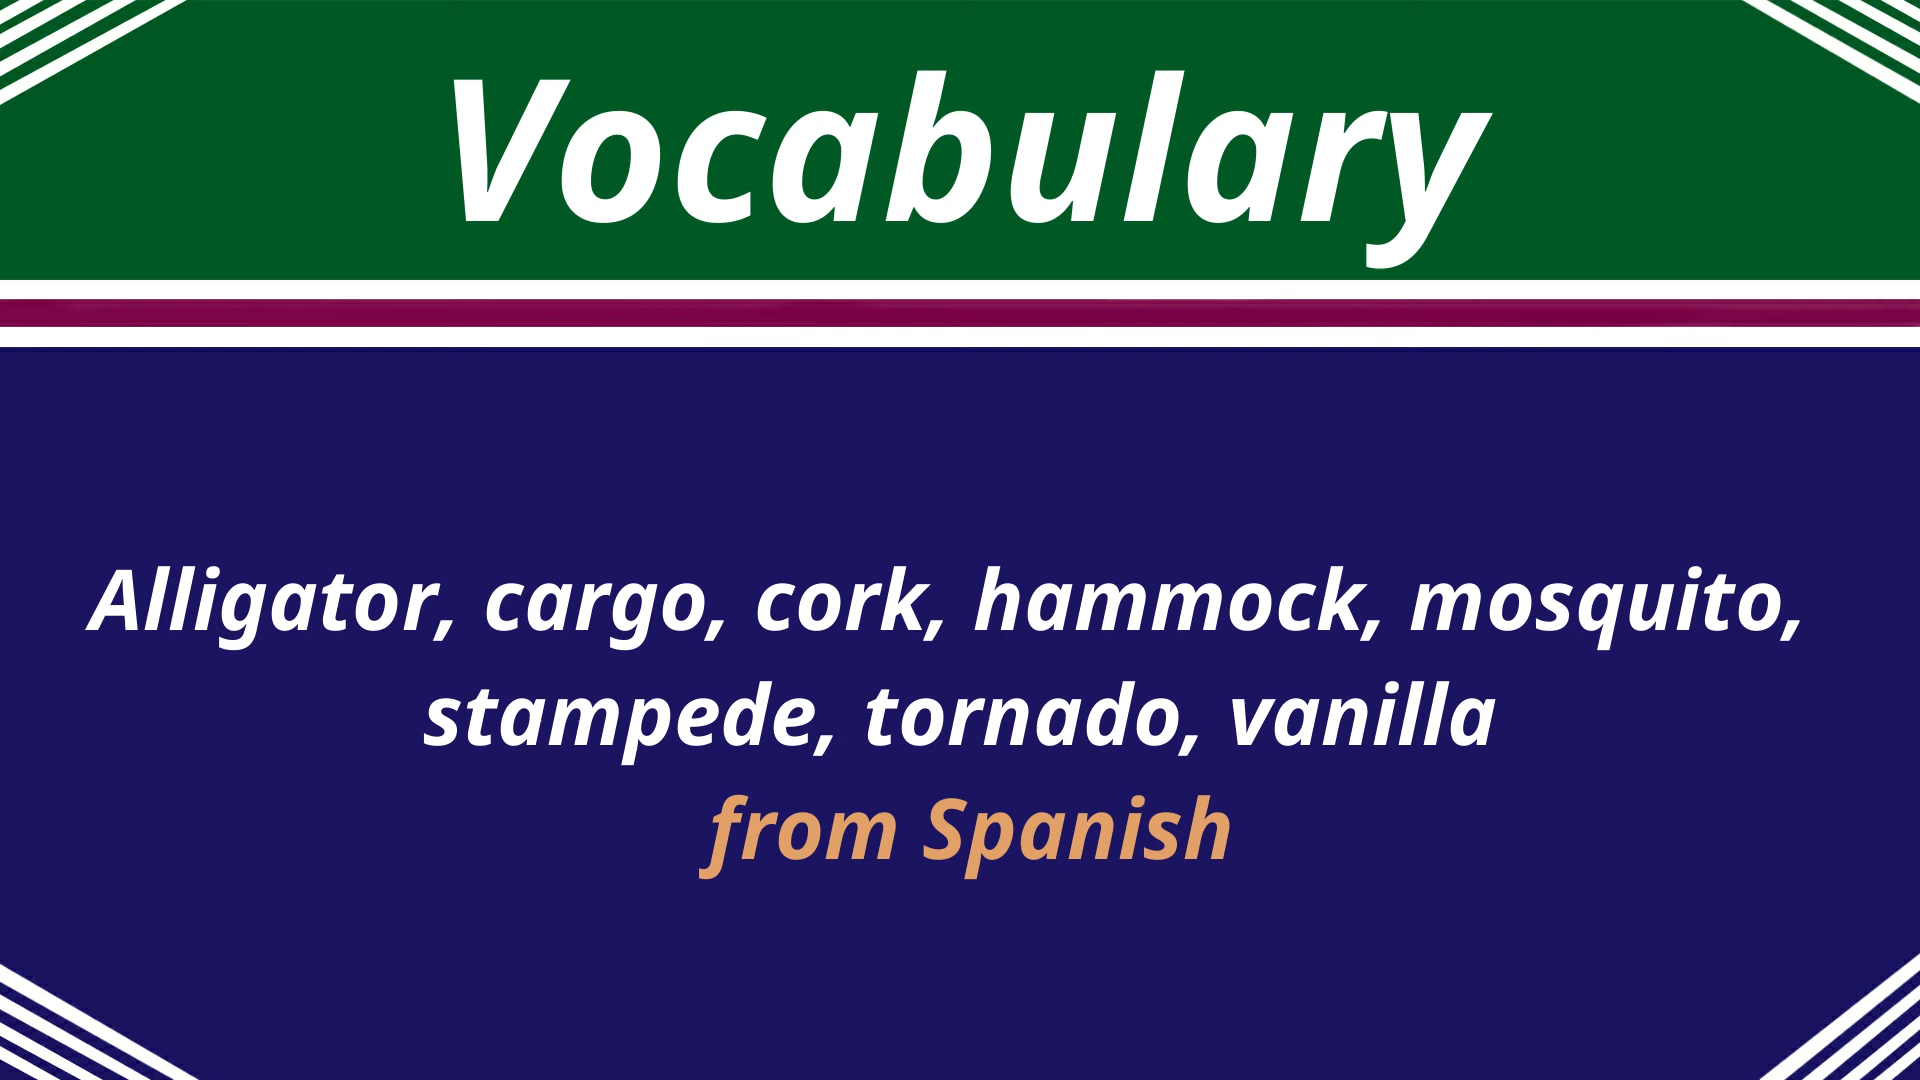 Vocabulary
Alligator, cargo, cork, hammock, mosquito,
stampede, tornado, vanilla
from Spanish